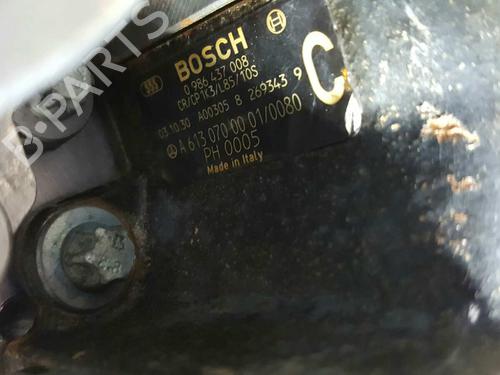 BOSCH
0 986 437 008
CR/CP1K3/L85/10S
03.10.30 A00305 8 269343 9
A 613 070 00 01/0080
PH 0005
Made in Italy
C
B-PARTS